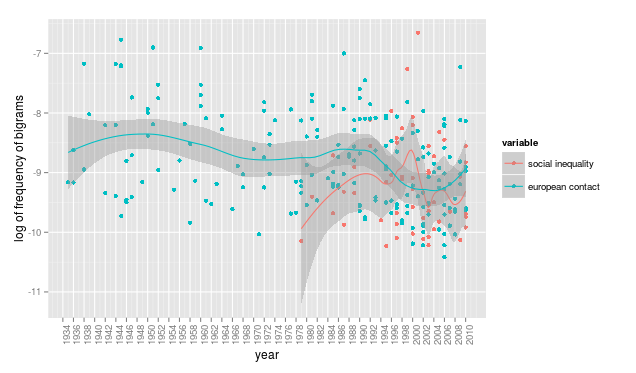 log of frequency of bigrams
-7
-8
-9
-10
-11
1934 1936 1938 1940 1942 1944 1946 1948 1950 1952 1954 1956 1958 1960 1962 1964 1966 1968 1970 1972 1974 1976 1978 1980 1982 1984 1986 1988 1990 1992 1994 1996 1998 2000 2002 2004 2006 2008 2010
year
variable
social inequality
european contact